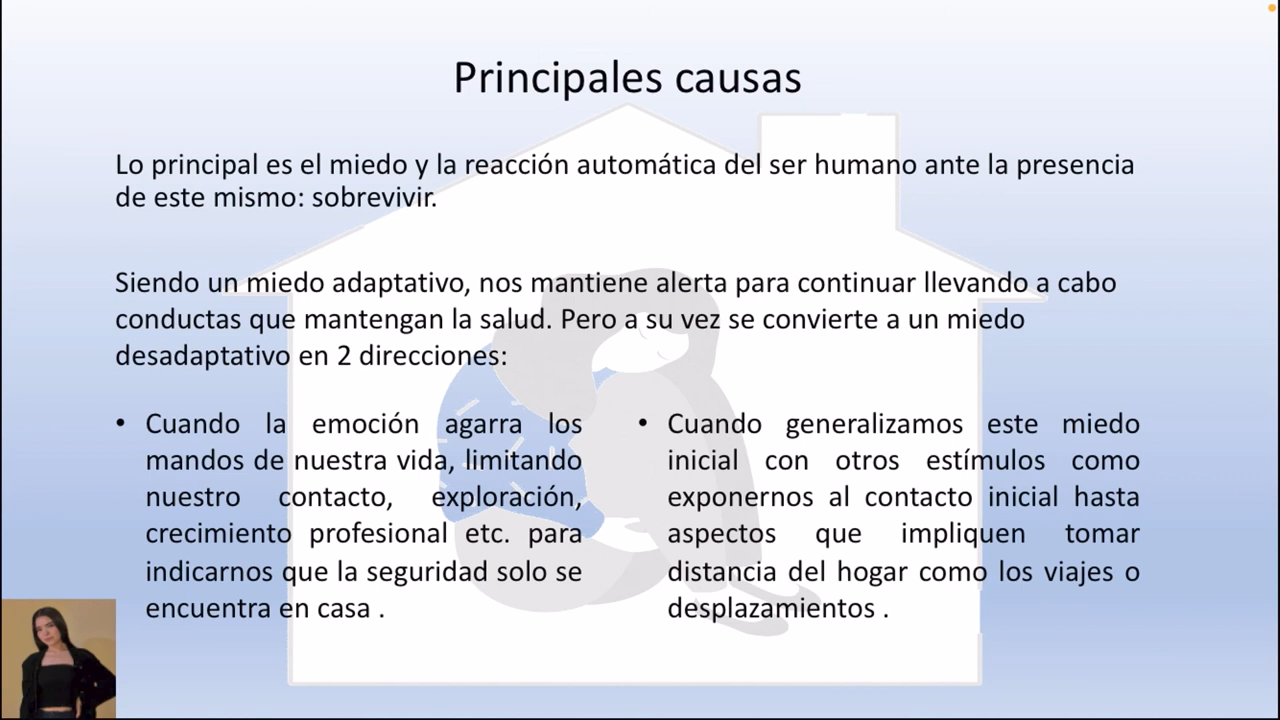 Principales causas
Lo principal es el miedo y la reacción automática del ser humano ante la presencia
de este mismo: sobrevivir.
Siendo un miedo adaptativo, nos mantiene alerta para continuar llevando a cabo
conductas que mantengan la salud. Pero a su vez se convierte a un miedo
desadaptativo en 2 direcciones:
• Cuando la emoción agarra los
mandos de nuestra vida, limitando
nuestro contacto, exploración,
crecimiento profesional etc. para
indicarnos que la seguridad solo se
encuentra en casa .
• Cuando generalizamos este miedo
inicial con otros estímulos como
exponernos al contacto inicial hasta
aspectos que impliquen tomar
distancia del hogar como los viajes o
desplazamientos .